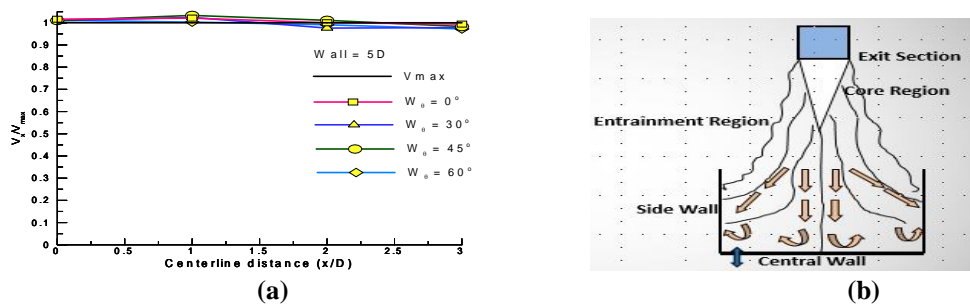 1
0.9
0.8
0.7
0.6
0.5
0.4
0.3
0.2
0.1
0
Vx/Vmax
Wall = 5D
Vmax
Wθ = 0°
Wθ = 30°
Wθ = 45°
Wθ = 60°
0 0.5 1 1.5 2 2.5 3
Centerline distance (x/D)
(a)
Exit Section
Core Region
Entrainment Region
Side Wall
Central Wall
(b)